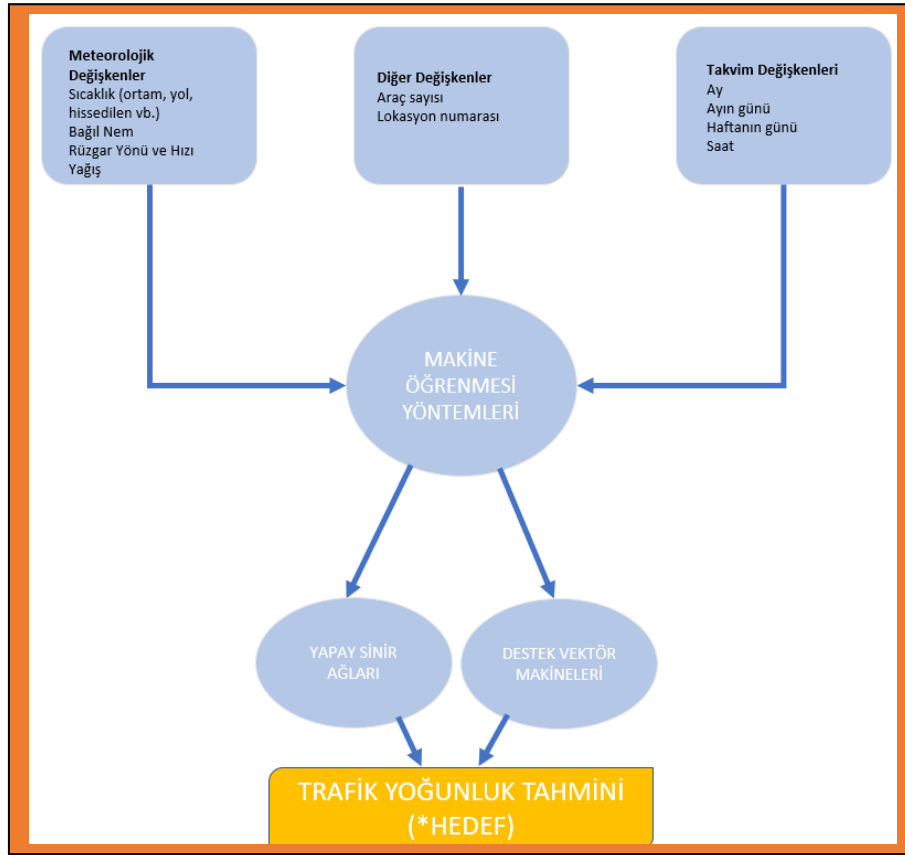 Meteorolojik
Değişkenler
Sıcaklık (ortam, yol,
hissedilen vb.)
Bağıl Nem
Rüzgar Yönü ve Hızı
Yağış
Diğer Değişkenler
Araç sayısı
Lokasyon numarası
Takvim Değişkenleri
Ay
Ayın günü
Haftanın günü
Saat
MAKİNE
ÖĞRENMESİ
YÖNTEMLERİ
YAPAY SİNİR
AĞLARI
DESTEK VEKTÖR
MAKİNELERİ
TRAFİK YOĞUNLUK TAHMİNİ
(*HEDEF)